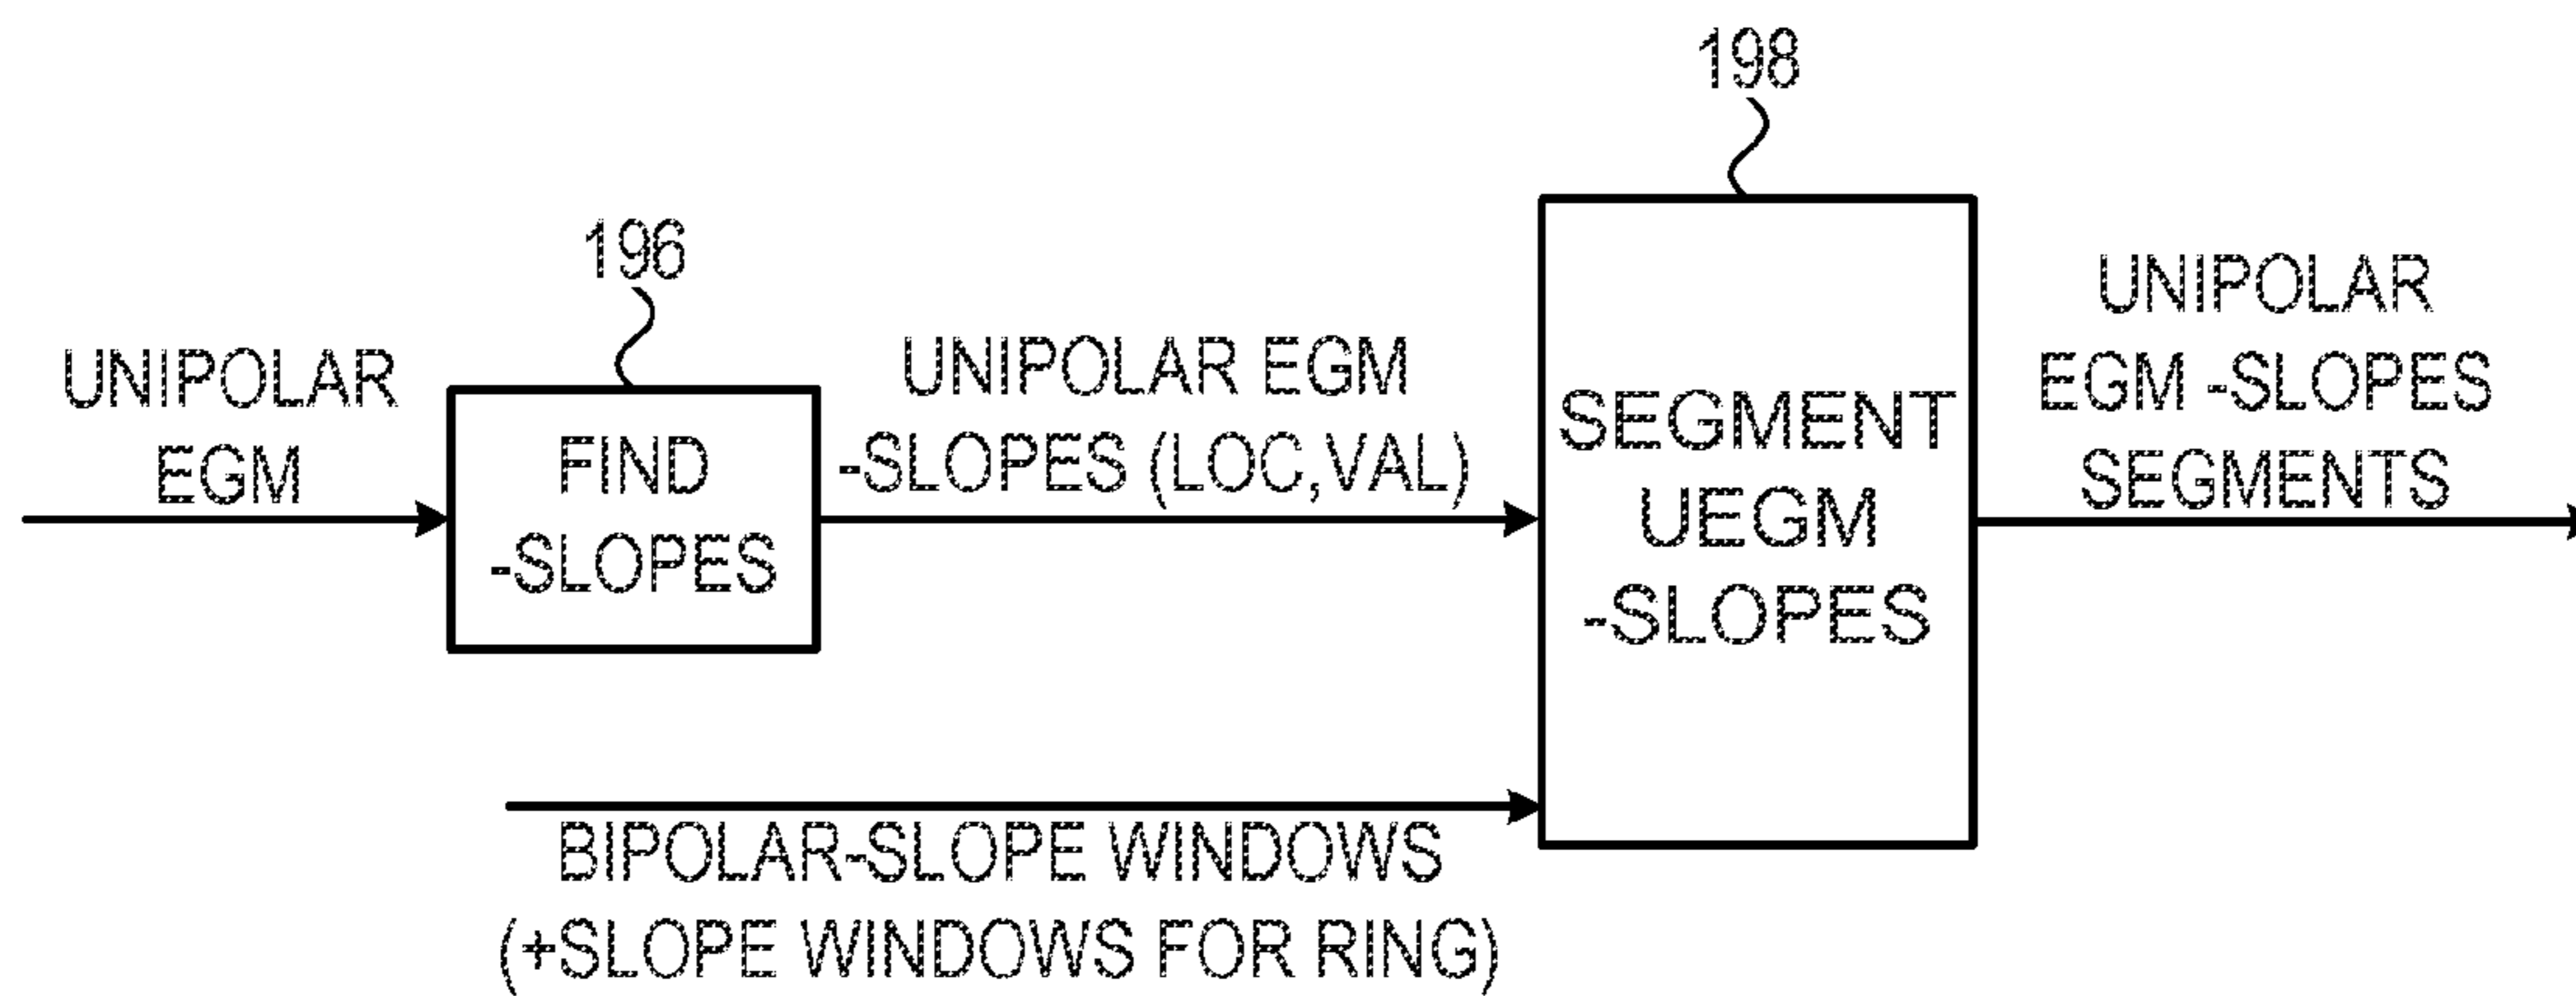 198
196
UNIPOLAR
EGM
FIND
-SLOPES
UNIPOLAR EGM
-SLOPES (LOC,VAL)
SEGMENT
UEGM
-SLOPES
UNIPOLAR
EGM -SLOPES
SEGMENTS
BIPOLAR-SLOPE WINDOWS
(+SLOPE WINDOWS FOR RING)